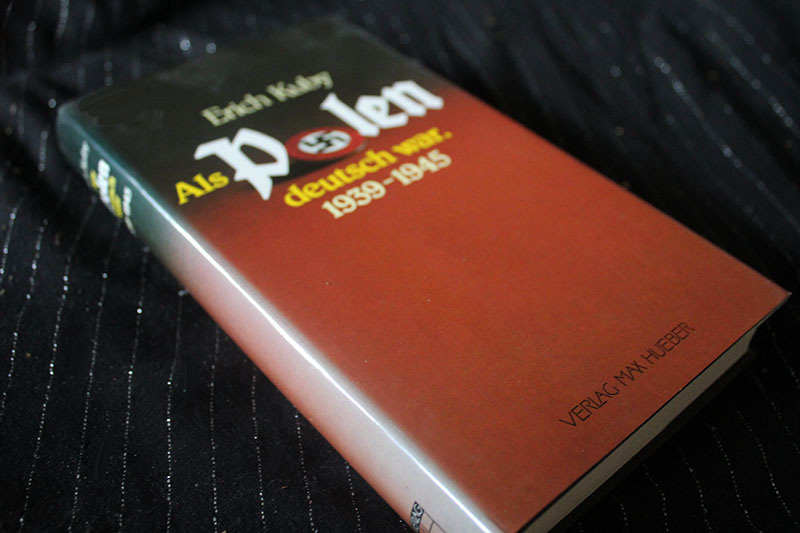 Erich Kuby
Als Polen
deutsch war.
1939-1945
VERLAG MAX HUEBER